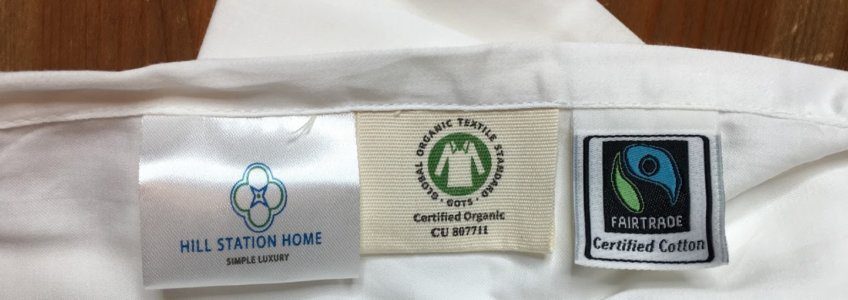 HILL STATION HOME
SIMPLE LUXURY
GLOBAL ORGANIC TEXTILE STANDARD
· GOTS ·
Certified Organic
CU 807711
FAIRTRADE
Certified Cotton